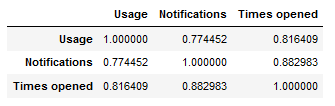 Usage Notifications Times opened
Usage 1.000000 0.774452 0.816409
Notifications 0.774452 1.000000 0.882983
Times opened 0.816409 0.882983 1.000000